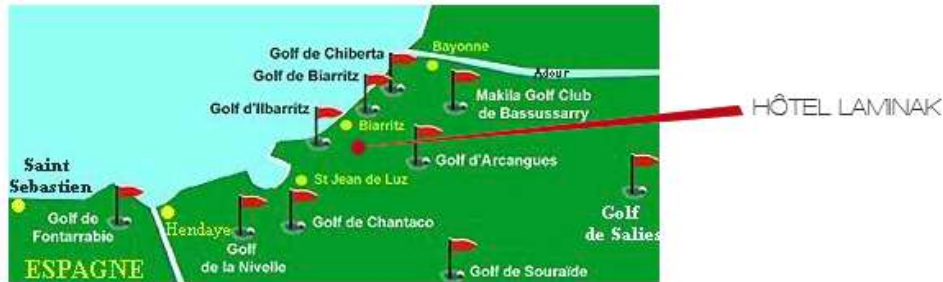 Golf de Chiberta
Bayonne
Golf de Biarritz
Adour
Golf d'Ilbarritz
Makila Golf Club
de Bassussarry
HÔTEL LAMINAK
Biarritz
Golf d'Arcangues
Saint
Sebastien
St Jean de Luz
Golf de
Fontarrabie
Hendaye
Golf
de la Nivelle
Golf de Chantaco
Golf
de Salies
ESPAGNE
Golf de Souraïde